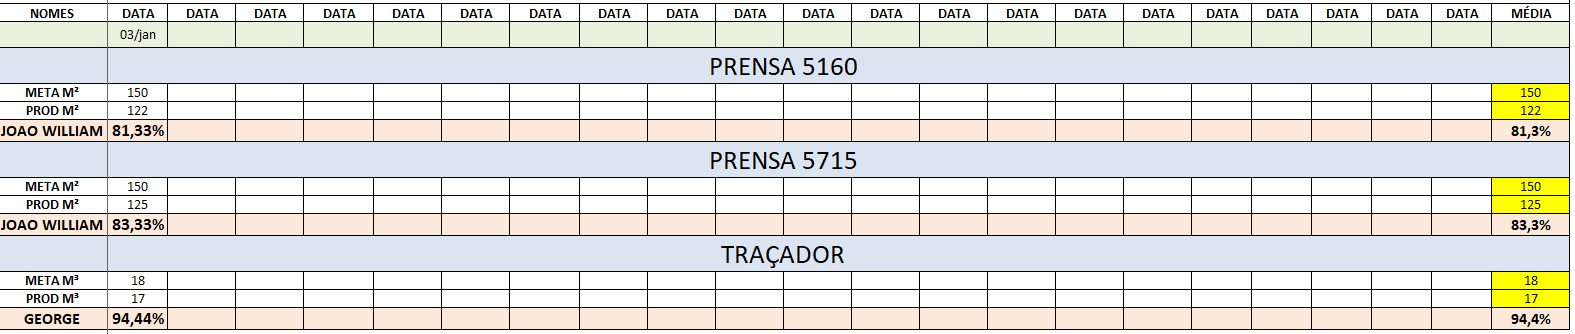 NOMES DATA DATA DATA DATA DATA DATA DATA DATA DATA DATA DATA DATA DATA DATA DATA DATA DATA DATA DATA DATA DATA MÉDIA
03/jan
PRENSA 5160
META M² 150 150
PROD M² 122 122
JOAO WILLIAM 81,33% 81,3%
PRENSA 5715
META M² 150 150
PROD M² 125 125
JOAO WILLIAM 83,33% 83,3%
TRAÇADOR
META M³ 18 18
PROD M³ 17 17
GEORGE 94,44% 94,4%